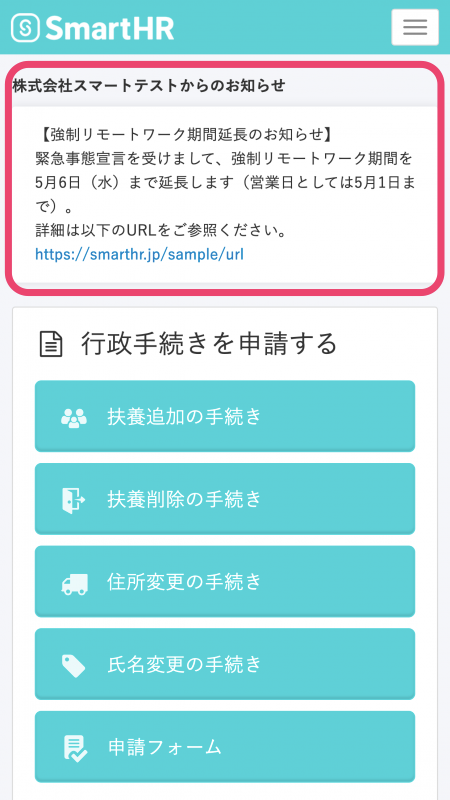 SmartHR
株式会社スマートテストからのお知らせ
【強制リモートワーク期間延長のお知らせ】
緊急事態宣言を受けまして、強制リモートワーク期間を
5月6日（水）まで延長します（営業日としては5月1日ま
で）。
詳細は以下のURLをご参照ください。
https://smarthr.jp/sample/url
行政手続きを申請する
扶養追加の手続き
扶養削除の手続き
住所変更の手続き
氏名変更の手続き
申請フォーム